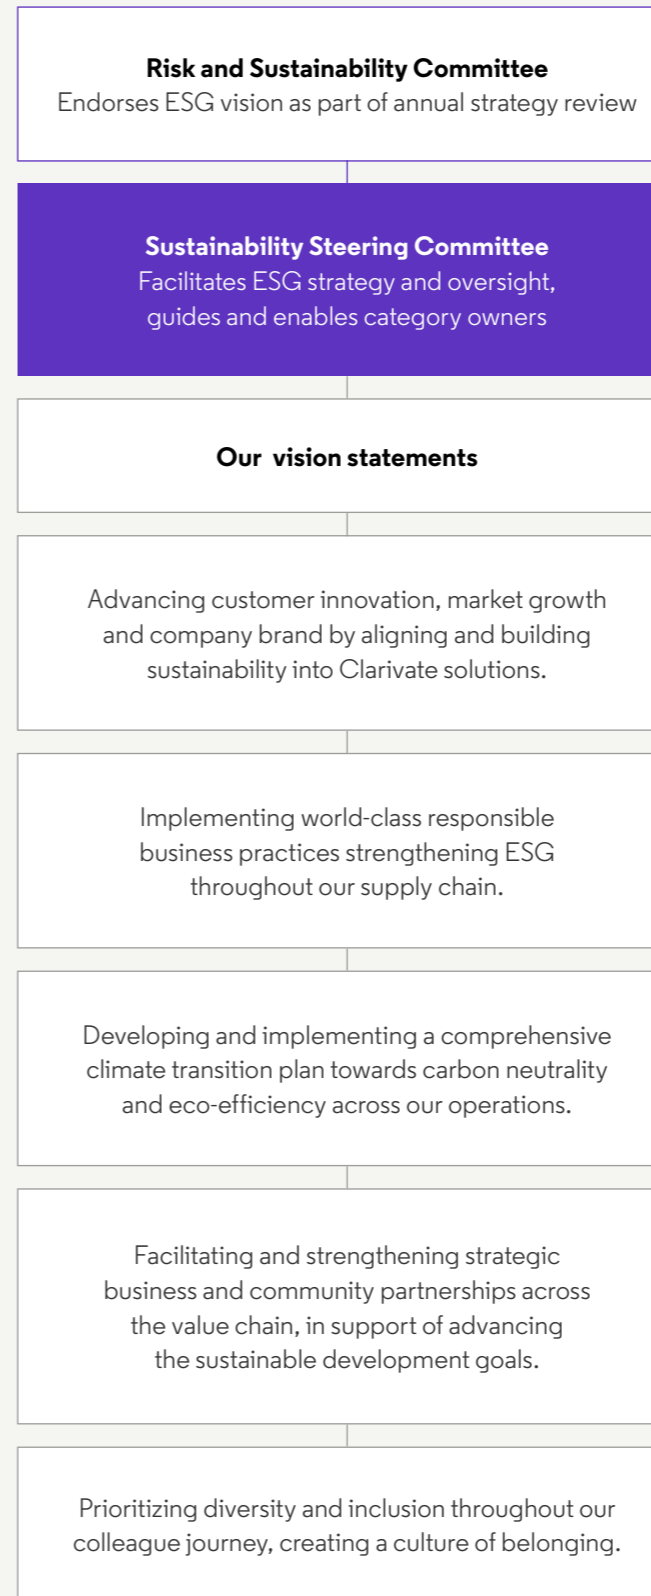 Risk and Sustainability Committee
Endorses ESG vision as part of annual strategy review
Sustainability Steering Committee
Facilitates ESG strategy and oversight,
guides and enables category owners
Our  vision statements
Advancing customer innovation, market growth
and company brand by aligning and building
sustainability into Clarivate solutions.
Implementing world-class responsible
business practices strengthening ESG
throughout our supply chain.
Developing and implementing a comprehensive
climate transition plan towards carbon neutrality
and eco-efficiency across our operations.
Facilitating and strengthening strategic
business and community partnerships across
the value chain, in support of advancing
the sustainable development goals.
Prioritizing diversity and inclusion throughout our
colleague journey, creating a culture of belonging.